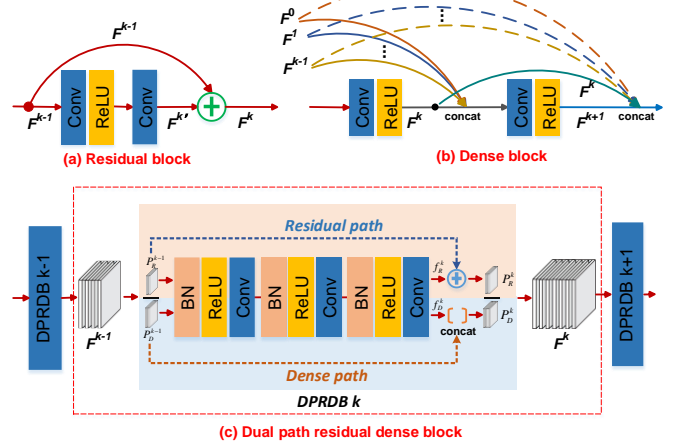 F^{k-1}
F^{k-1}
Conv
ReLU
Conv
F^{k'}
F^k
(a) Residual block
F^0
F^1
F^{k-1}
...
...
Conv
ReLU
F^k
concat
Conv
ReLU
F^k
F^{k+1}
concat
(b) Dense block
DPRDB k-1
F^{k-1}
Residual path
P_R^{k-1}
P_D^{k-1}
BN
ReLU
Conv
BN
ReLU
Conv
BN
ReLU
Conv
f_R^k
f_D^k
concat
P_R^k
P_D^k
Dense path
DPRDB k
F^k
DPRDB k+1
(c) Dual path residual dense block